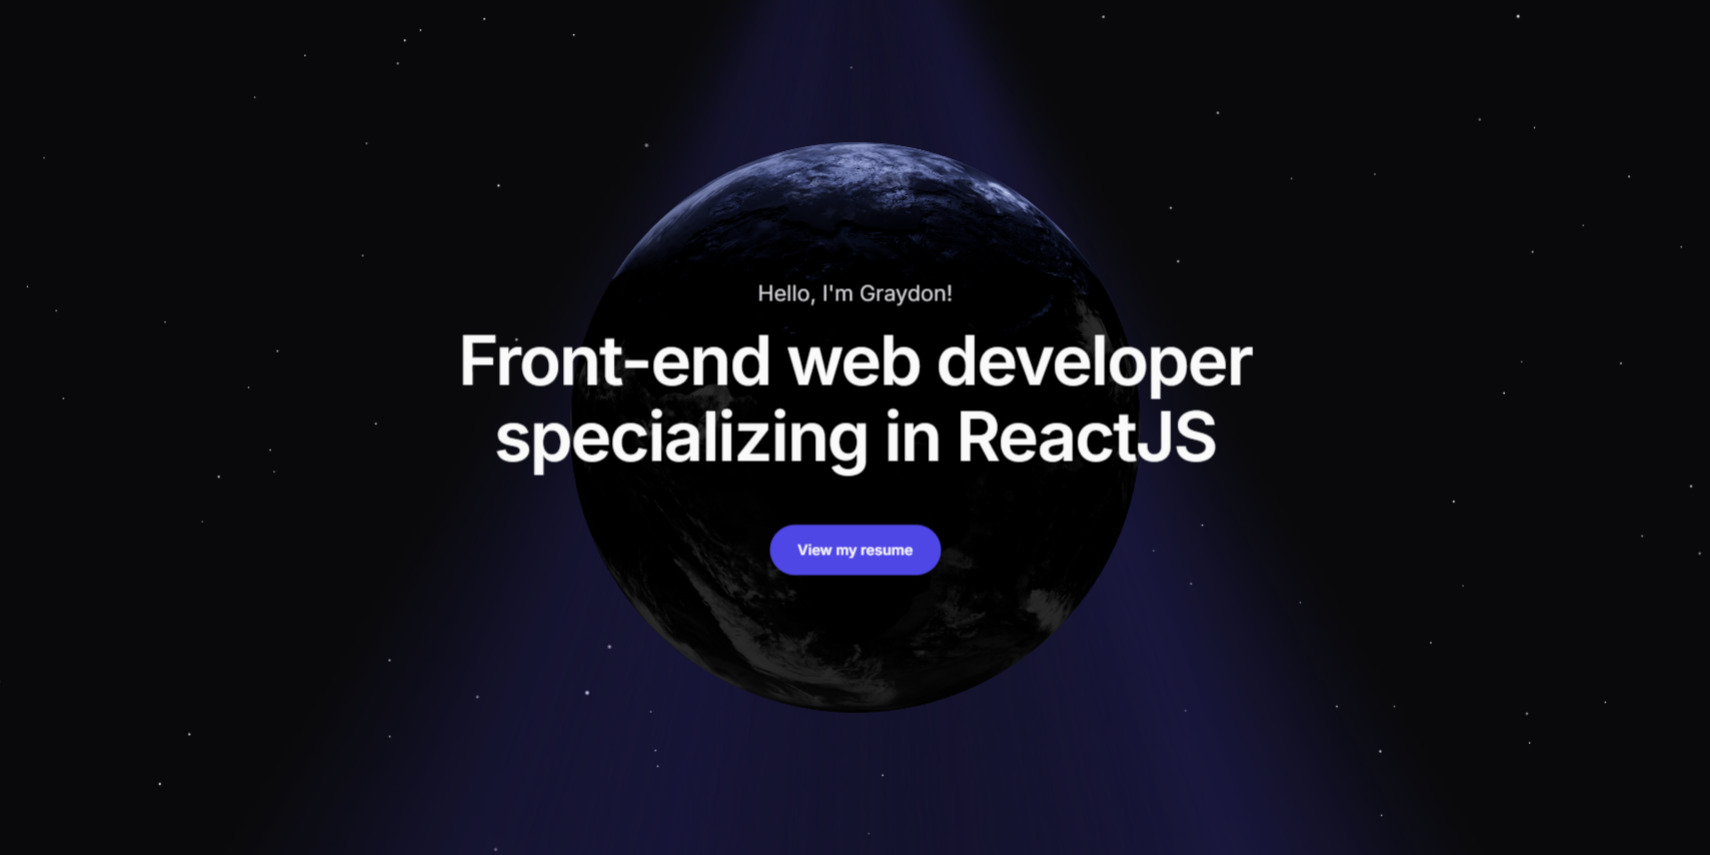 Hello, I'm Graydon!
Front-end web developer
specializing in ReactJS
View my resume